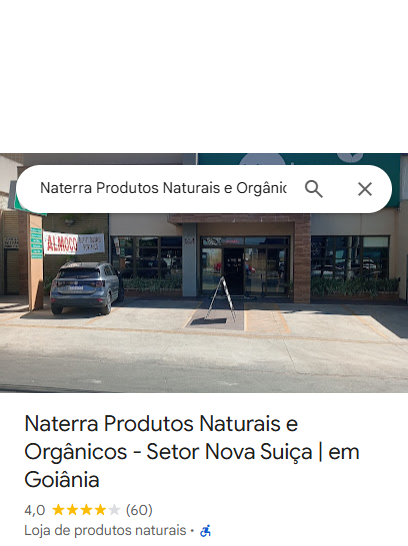 Naterra Produtos Naturais e Orgânic
ALMOÇO
Naterra Produtos Naturais e
Orgânicos - Setor Nova Suiça | em
Goiânia
4,0 (60)
Loja de produtos naturais ·